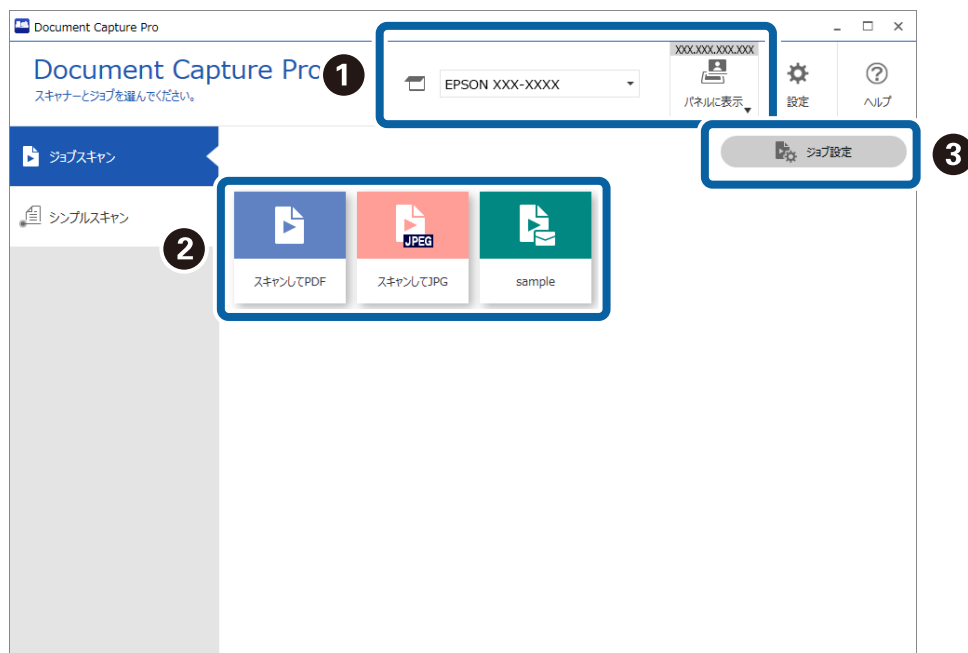 Document Capture Pro
Document Capture Pro
スキャナーとジョブを選んでください。
1
EPSON XXX-XXXX
XXX.XXX.XXX.XXX
パネルに表示
設定
ヘルプ
ジョブスキャン
ジョブ設定
3
シンプルスキャン
2
JPEG
スキャンしてPDF
スキャンしてJPG
sample